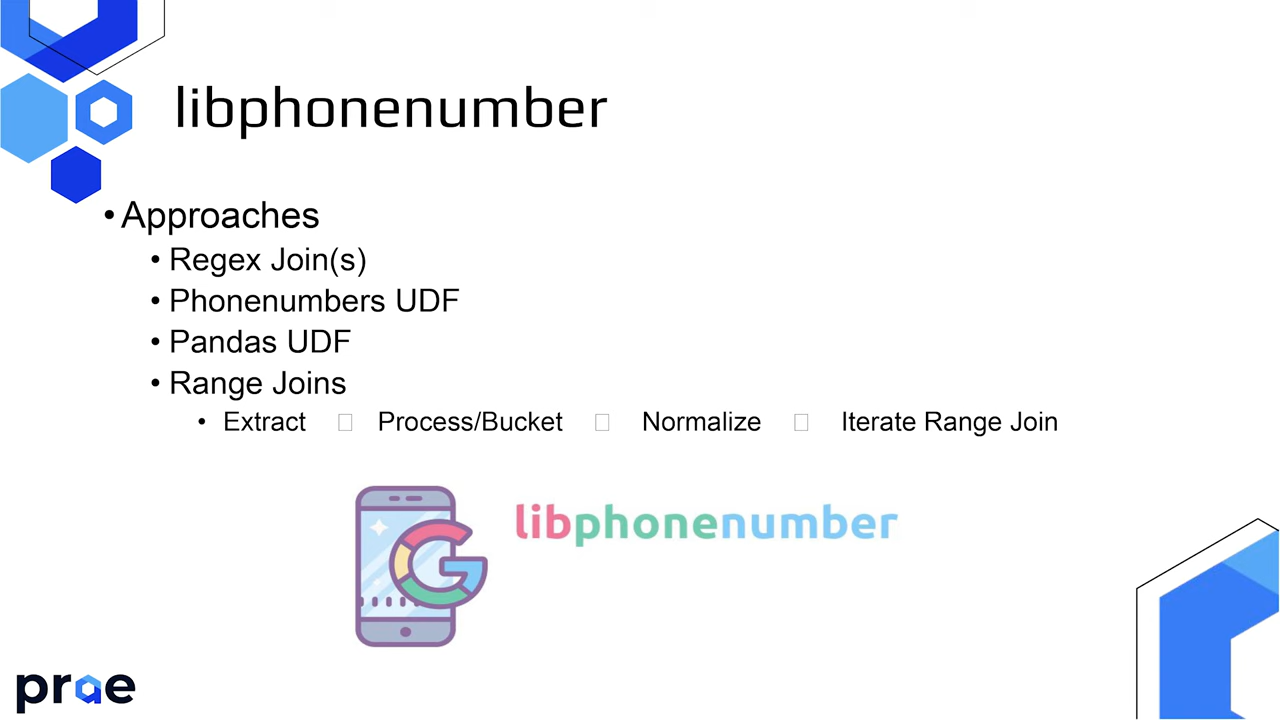 libphonenumber
• Approaches
• Regex Join(s)
• Phonenumbers UDF
• Pandas UDF
• Range Joins
• Extract □ Process/Bucket □ Normalize □ Iterate Range Join
libphonenumber
prae